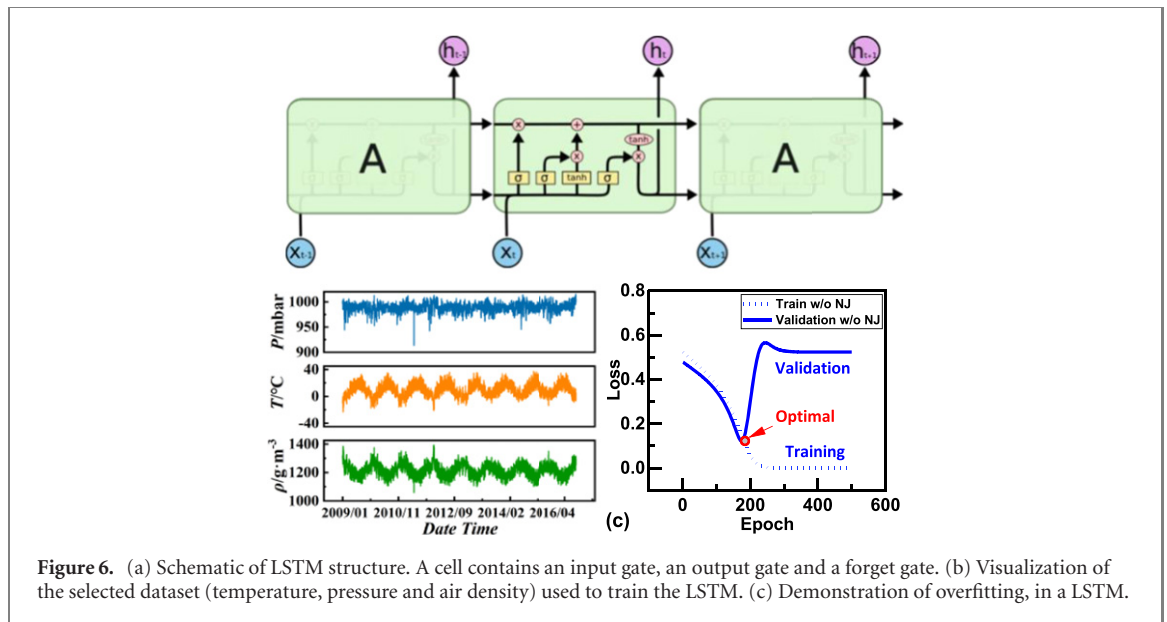 ht-1
ht
ht+1
A
x
+
tanh
x
x
σ
σ
tanh
σ
A
Xt-1
Xt
Xt+1
P/mbar
1000
950
900
T/°C
40
0
-40
ρ/g·m-3
1400
1200
1000
2009/01 2010/11 2012/09 2014/02 2016/04
Date Time
(c)
Loss
0.8
0.6
0.4
0.2
0.0
Train w/o NJ
Validation w/o NJ
Validation
Optimal
Training
0 200 400 600
Epoch
Figure 6. (a) Schematic of LSTM structure. A cell contains an input gate, an output gate and a forget gate. (b) Visualization of
the selected dataset (temperature, pressure and air density) used to train the LSTM. (c) Demonstration of overfitting, in a LSTM.